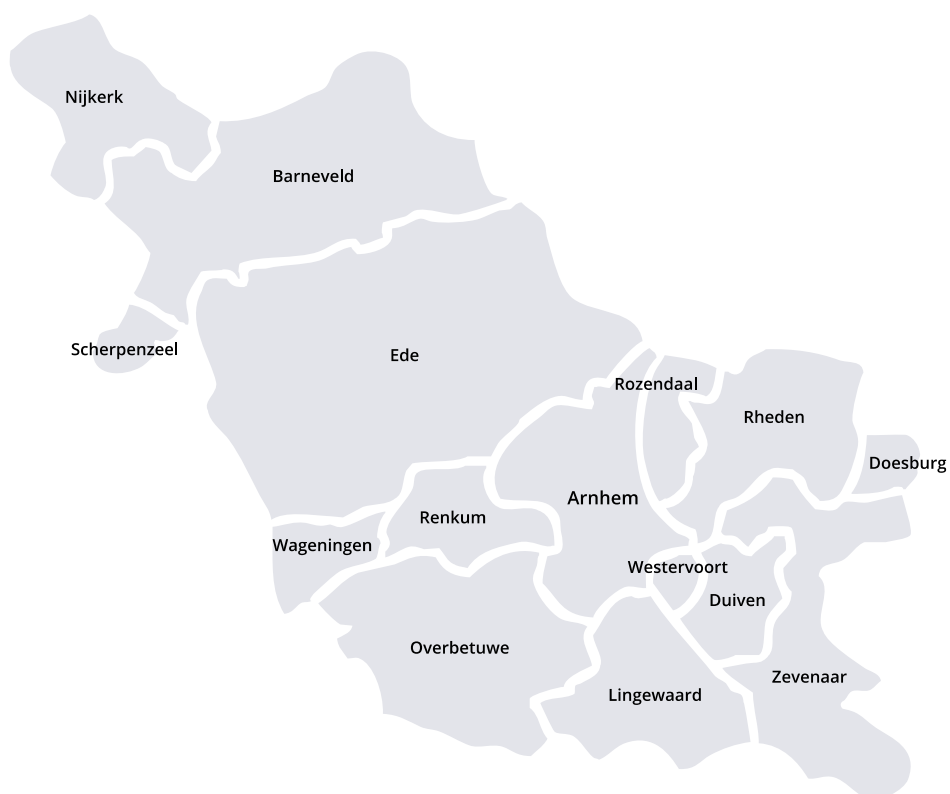 Nijkerk
Barneveld
Scherpenzeel
Ede
Rozendaal
Rheden
Doesburg
Arnhem
Renkum
Wageningen
Westervoort
Duiven
Overbetuwe
Zevenaar
Lingewaard